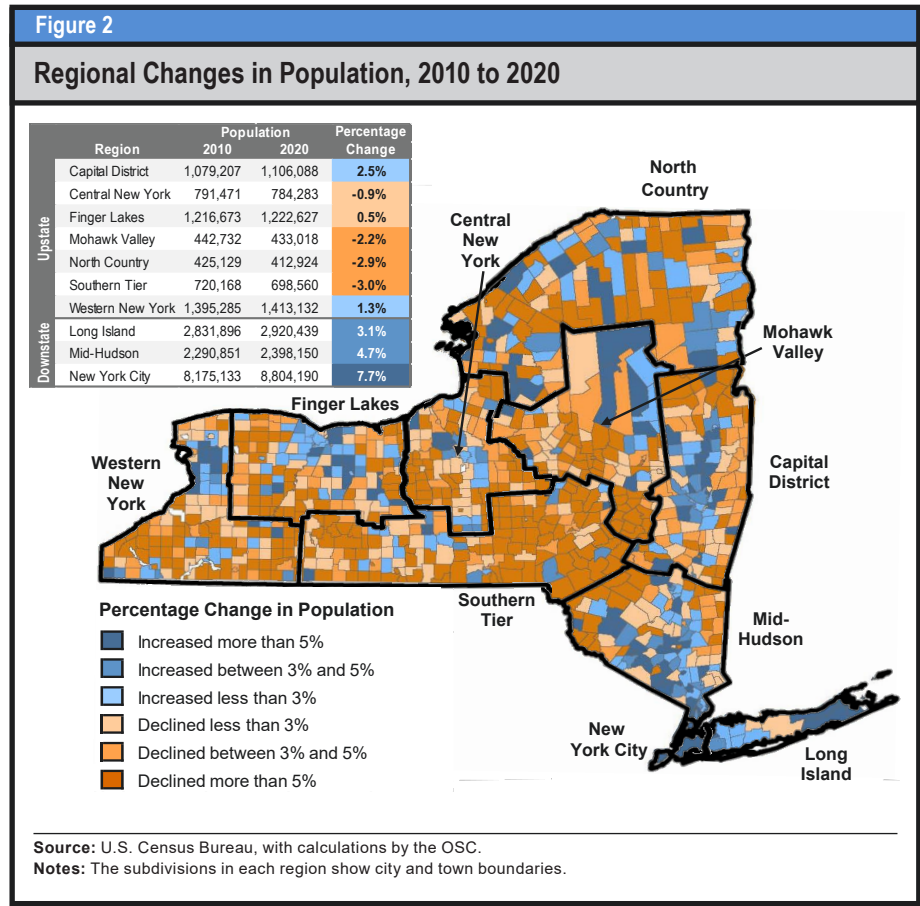 Figure 2
Regional Changes in Population, 2010 to 2020
Population Percentage
Region 2010 2020 Change
Upstate
Capital District 1,079,207 1,106,088 2.5%
Central New York 791,471 784,283 -0.9%
Finger Lakes 1,216,673 1,222,627 0.5%
Mohawk Valley 442,732 433,018 -2.2%
North Country 425,129 412,924 -2.9%
Southern Tier 720,168 698,560 -3.0%
Western New York 1,395,285 1,413,132 1.3%
Downstate
Long Island 2,831,896 2,920,439 3.1%
Mid-Hudson 2,290,851 2,398,150 4.7%
New York City 8,175,133 8,804,190 7.7%
North
Country
Central
New
York
Mohawk
Valley
Finger Lakes
Western
New
York
Capital
District
Southern
Tier
Mid-
Hudson
New
York City
Long
Island
Percentage Change in Population
Increased more than 5%
Increased between 3% and 5%
Increased less than 3%
Declined less than 3%
Declined between 3% and 5%
Declined more than 5%
Source: U.S. Census Bureau, with calculations by the OSC.
Notes: The subdivisions in each region show city and town boundaries.